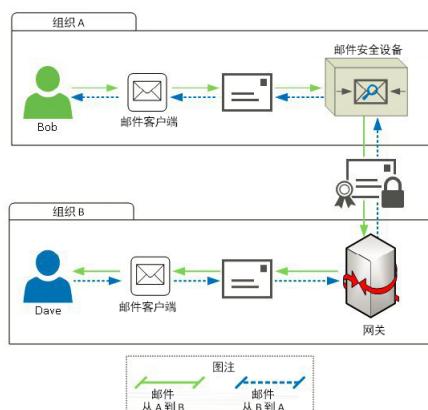 组织 A
邮件安全设备
Bob
邮件客户端
组织 B
Dave
邮件客户端
网关
图注
邮件
从 A 到 B
邮件
从 B 到 A